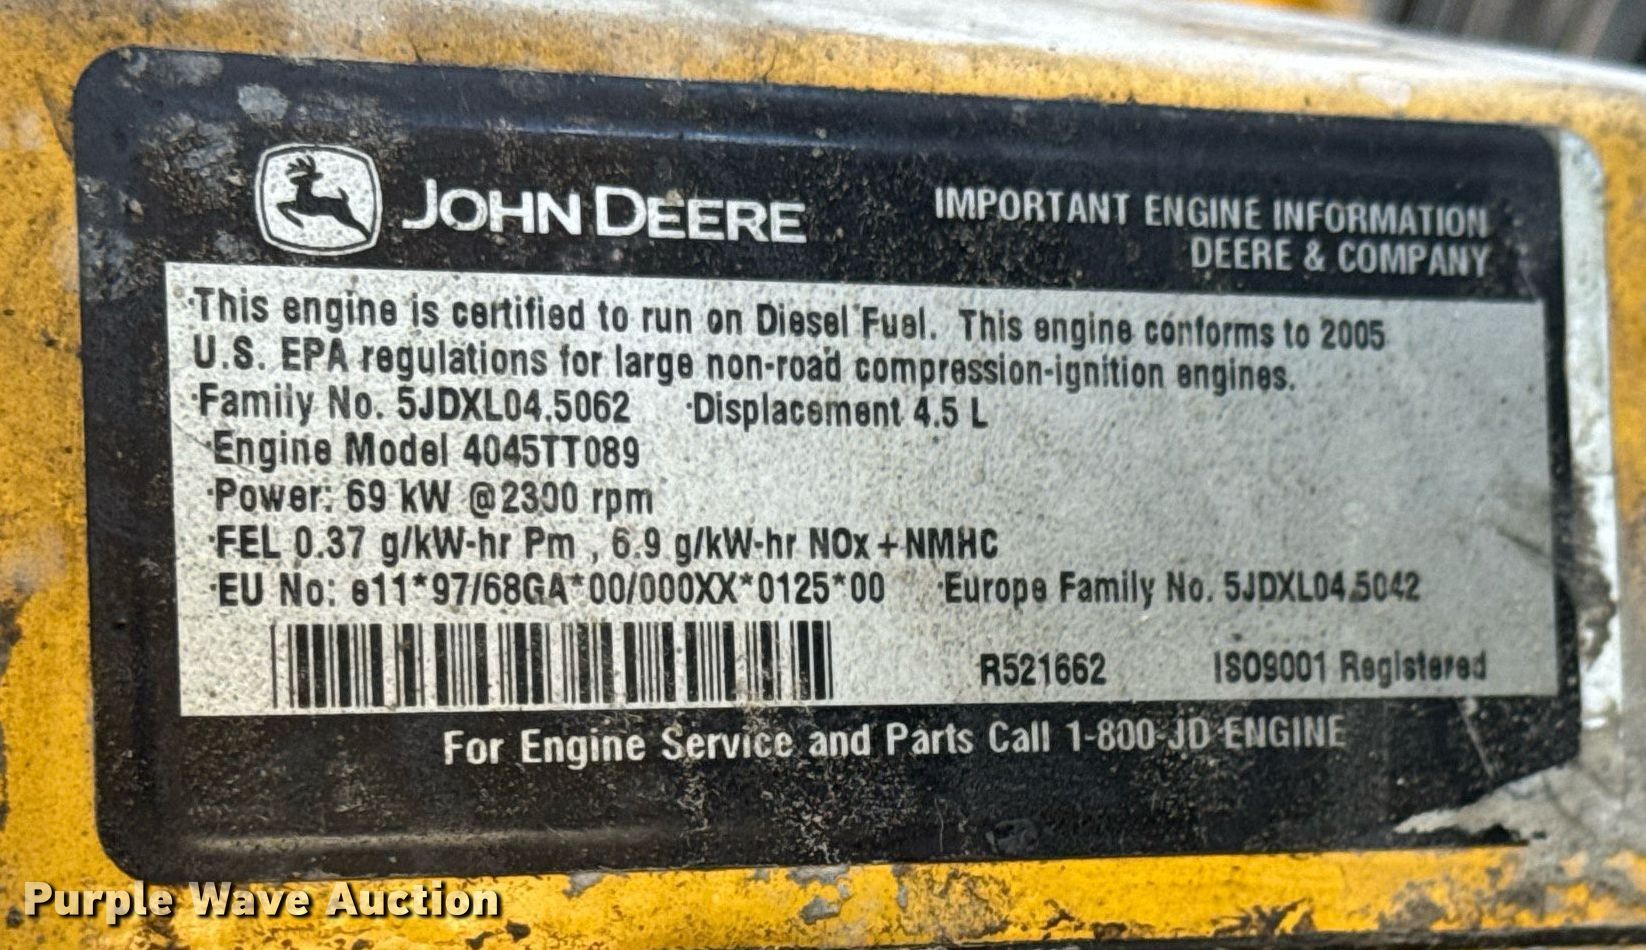 JOHN DEERE
IMPORTANT ENGINE INFORMATION
DEERE & COMPANY
·This engine is certified to run on Diesel Fuel. This engine conforms to 2005
U.S. EPA regulations for large non-road compression-ignition engines.
·Family No. 5JDXL04.5062 ·Displacement 4.5 L
·Engine Model 4045TT089
·Power: 69 kW @2300 rpm
·FEL 0.37 g/kW-hr Pm , 6.9 g/kW-hr NOx + NMHC
·EU No: e11*97/68GA*00/000XX*0125*00 ·Europe Family No. 5JDXL04.5042
R521662 ISO9001 Registered
For Engine Service and Parts Call 1-800-JD-ENGINE
Purple Wave Auction